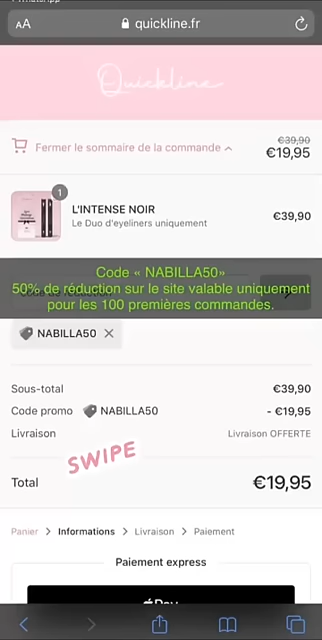 AA quickline.fr
Quickline
€39,90
Fermer le sommaire de la commande €19,95
1
L'INTENSE NOIR
Le Duo d'eyeliners uniquement €39,90
Code « NABILLA50»
50% de réduction sur le site valable uniquement
pour les 100 premières commandes.
NABILLA50
Sous-total €39,90
Code promo NABILLA50 - €19,95
Livraison Livraison OFFERTE
SWIPE
Total €19,95
Panier > Informations > Livraison > Paiement
Paiement express
Pay